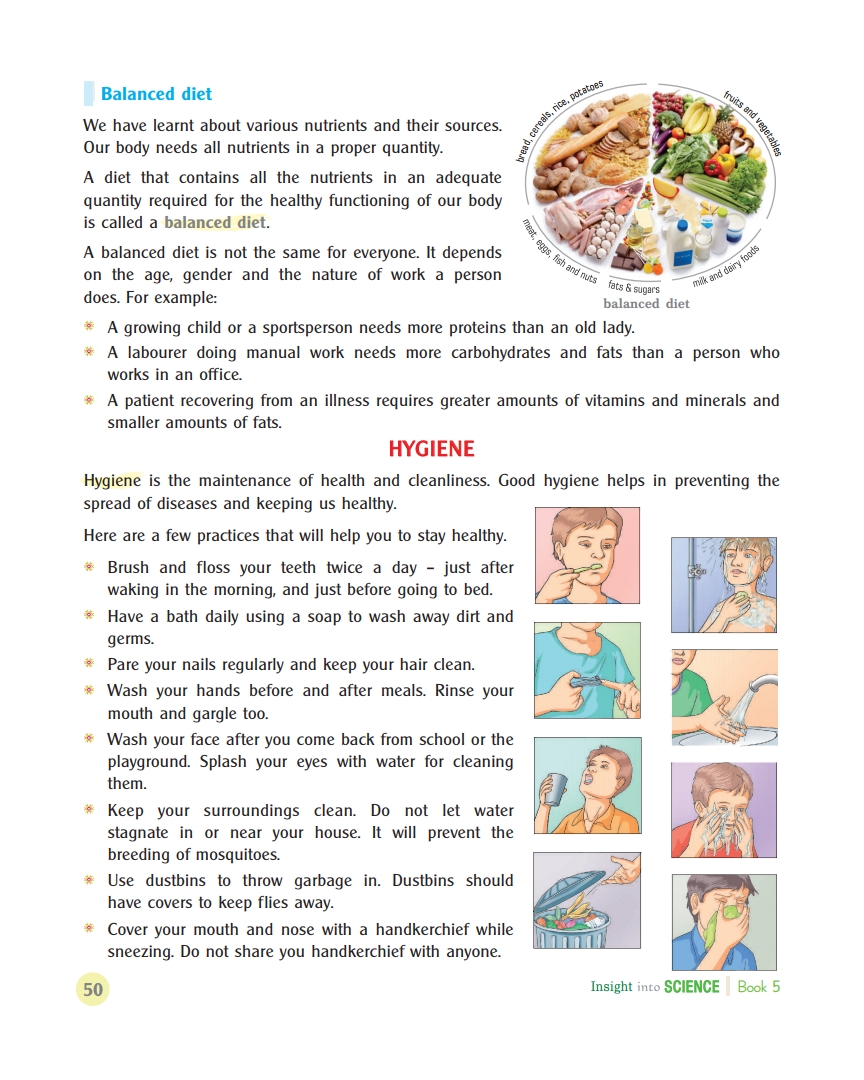 Balanced diet
We have learnt about various nutrients and their sources.
Our body needs all nutrients in a proper quantity.
A diet that contains all the nutrients in an adequate
quantity required for the healthy functioning of our body
is called a balanced diet.
A balanced diet is not the same for everyone. It depends
on the age, gender and the nature of work a person
does. For example:
bread, cereals, rice, potatoes
fruits and vegetables
meat, eggs, fish and nuts
fats & sugars
milk and dairy foods
balanced diet
A growing child or a sportsperson needs more proteins than an old lady.
A labourer doing manual work needs more carbohydrates and fats than a person who
works in an office.
A patient recovering from an illness requires greater amounts of vitamins and minerals and
smaller amounts of fats.
HYGIENE
Hygiene is the maintenance of health and cleanliness. Good hygiene helps in preventing the
spread of diseases and keeping us healthy.
Here are a few practices that will help you to stay healthy.
Brush and floss your teeth twice a day – just after
waking in the morning, and just before going to bed.
Have a bath daily using a soap to wash away dirt and
germs.
Pare your nails regularly and keep your hair clean.
Wash your hands before and after meals. Rinse your
mouth and gargle too.
Wash your face after you come back from school or the
playground. Splash your eyes with water for cleaning
them.
Keep your surroundings clean. Do not let water
stagnate in or near your house. It will prevent the
breeding of mosquitoes.
Use dustbins to throw garbage in. Dustbins should
have covers to keep flies away.
Cover your mouth and nose with a handkerchief while
sneezing. Do not share you handkerchief with anyone.
50
Insight into SCIENCE Book 5